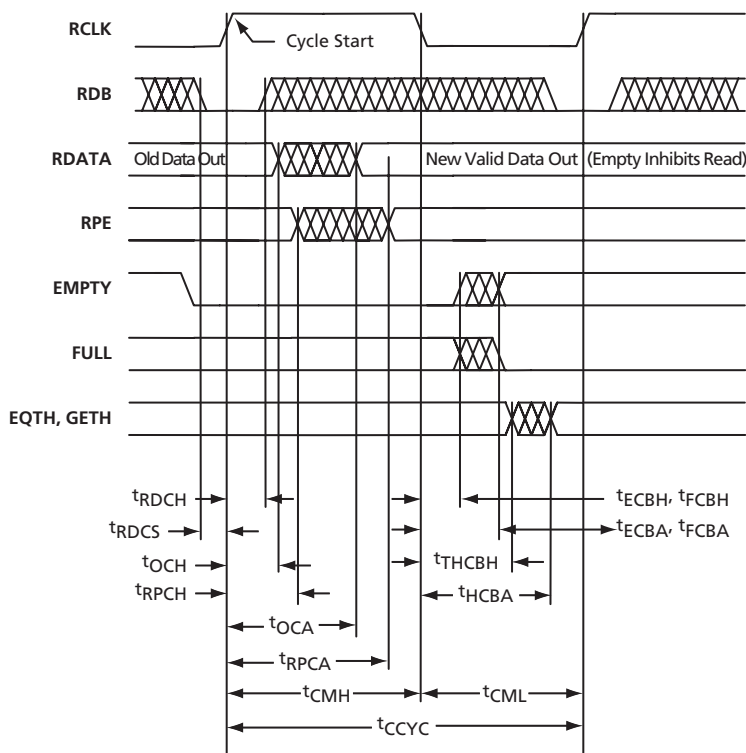 RCLK
Cycle Start
RDB
RDATA Old Data Out New Valid Data Out (Empty Inhibits Read)
RPE
EMPTY
FULL
EQTH, GETH
tRDCH tECBH, tFCBH
tRDCS tECBA, tFCBA
tOCH tTHCBH
tRPCH tHCBA
tOCA
tRPCA
tCMH tCML
tCCYC